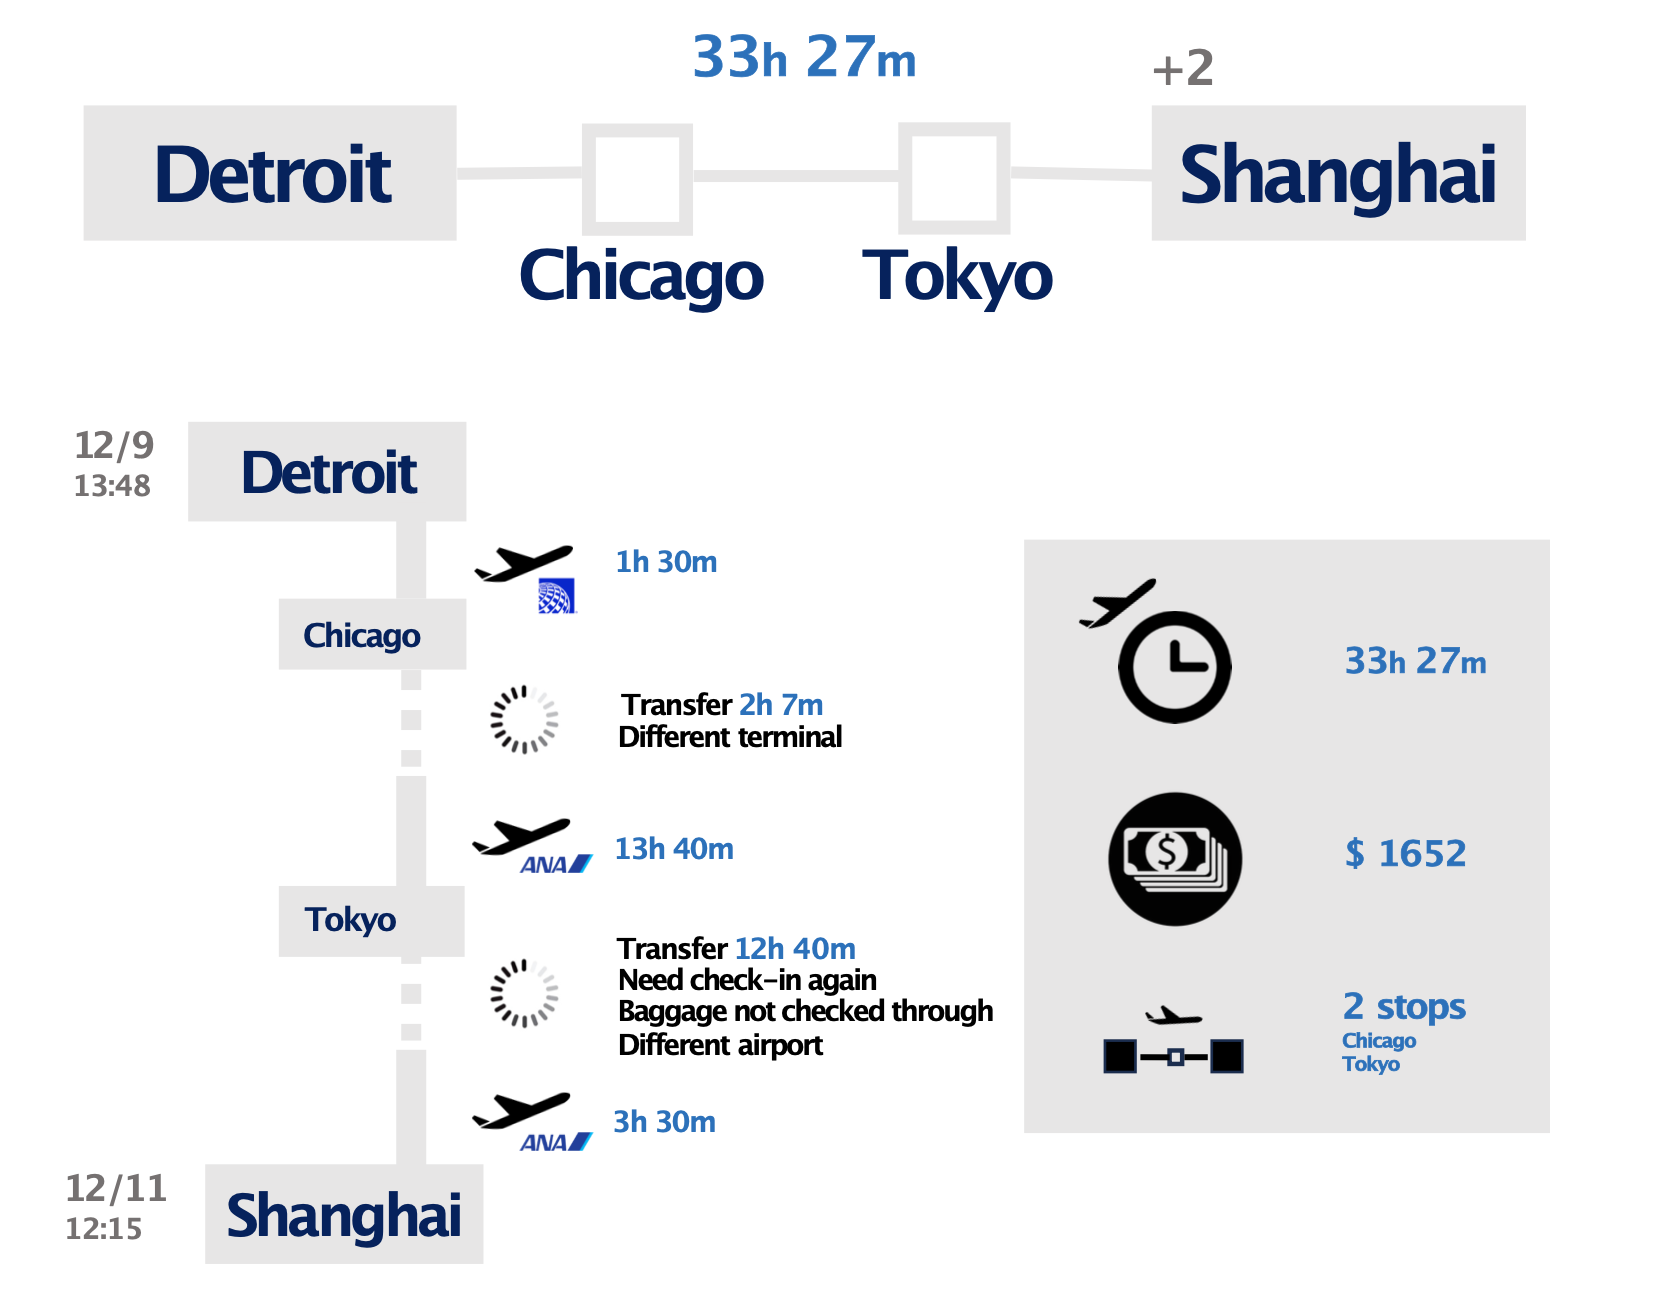 33h 27m
+2
Detroit
Shanghai
Chicago
Tokyo
12/9
13:48
Detroit
1h 30m
Chicago
Transfer 2h 7m
Different terminal
ANA
13h 40m
Tokyo
Transfer 12h 40m
Need check-in again
Baggage not checked through
Different airport
ANA
3h 30m
12/11
12:15
Shanghai
33h 27m
$
$ 1652
2 stops
Chicago
Tokyo